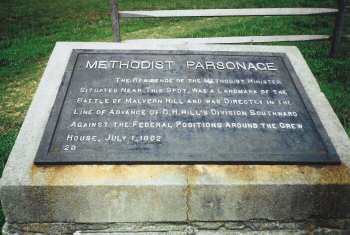 METHODIST PARSONAGE
THE RESIDENCE OF THE METHODIST MINISTER
SITUATED NEAR THIS SPOT, WAS A LANDMARK OF THE
BATTLE OF MALVERN HILL AND WAS DIRECTLY IN THE
LINE OF ADVANCE OF D.H. HILL'S DIVISION SOUTHWARD
AGAINST THE FEDERAL POSITIONS AROUND THE CREW
HOUSE, JULY 1, 1862
20